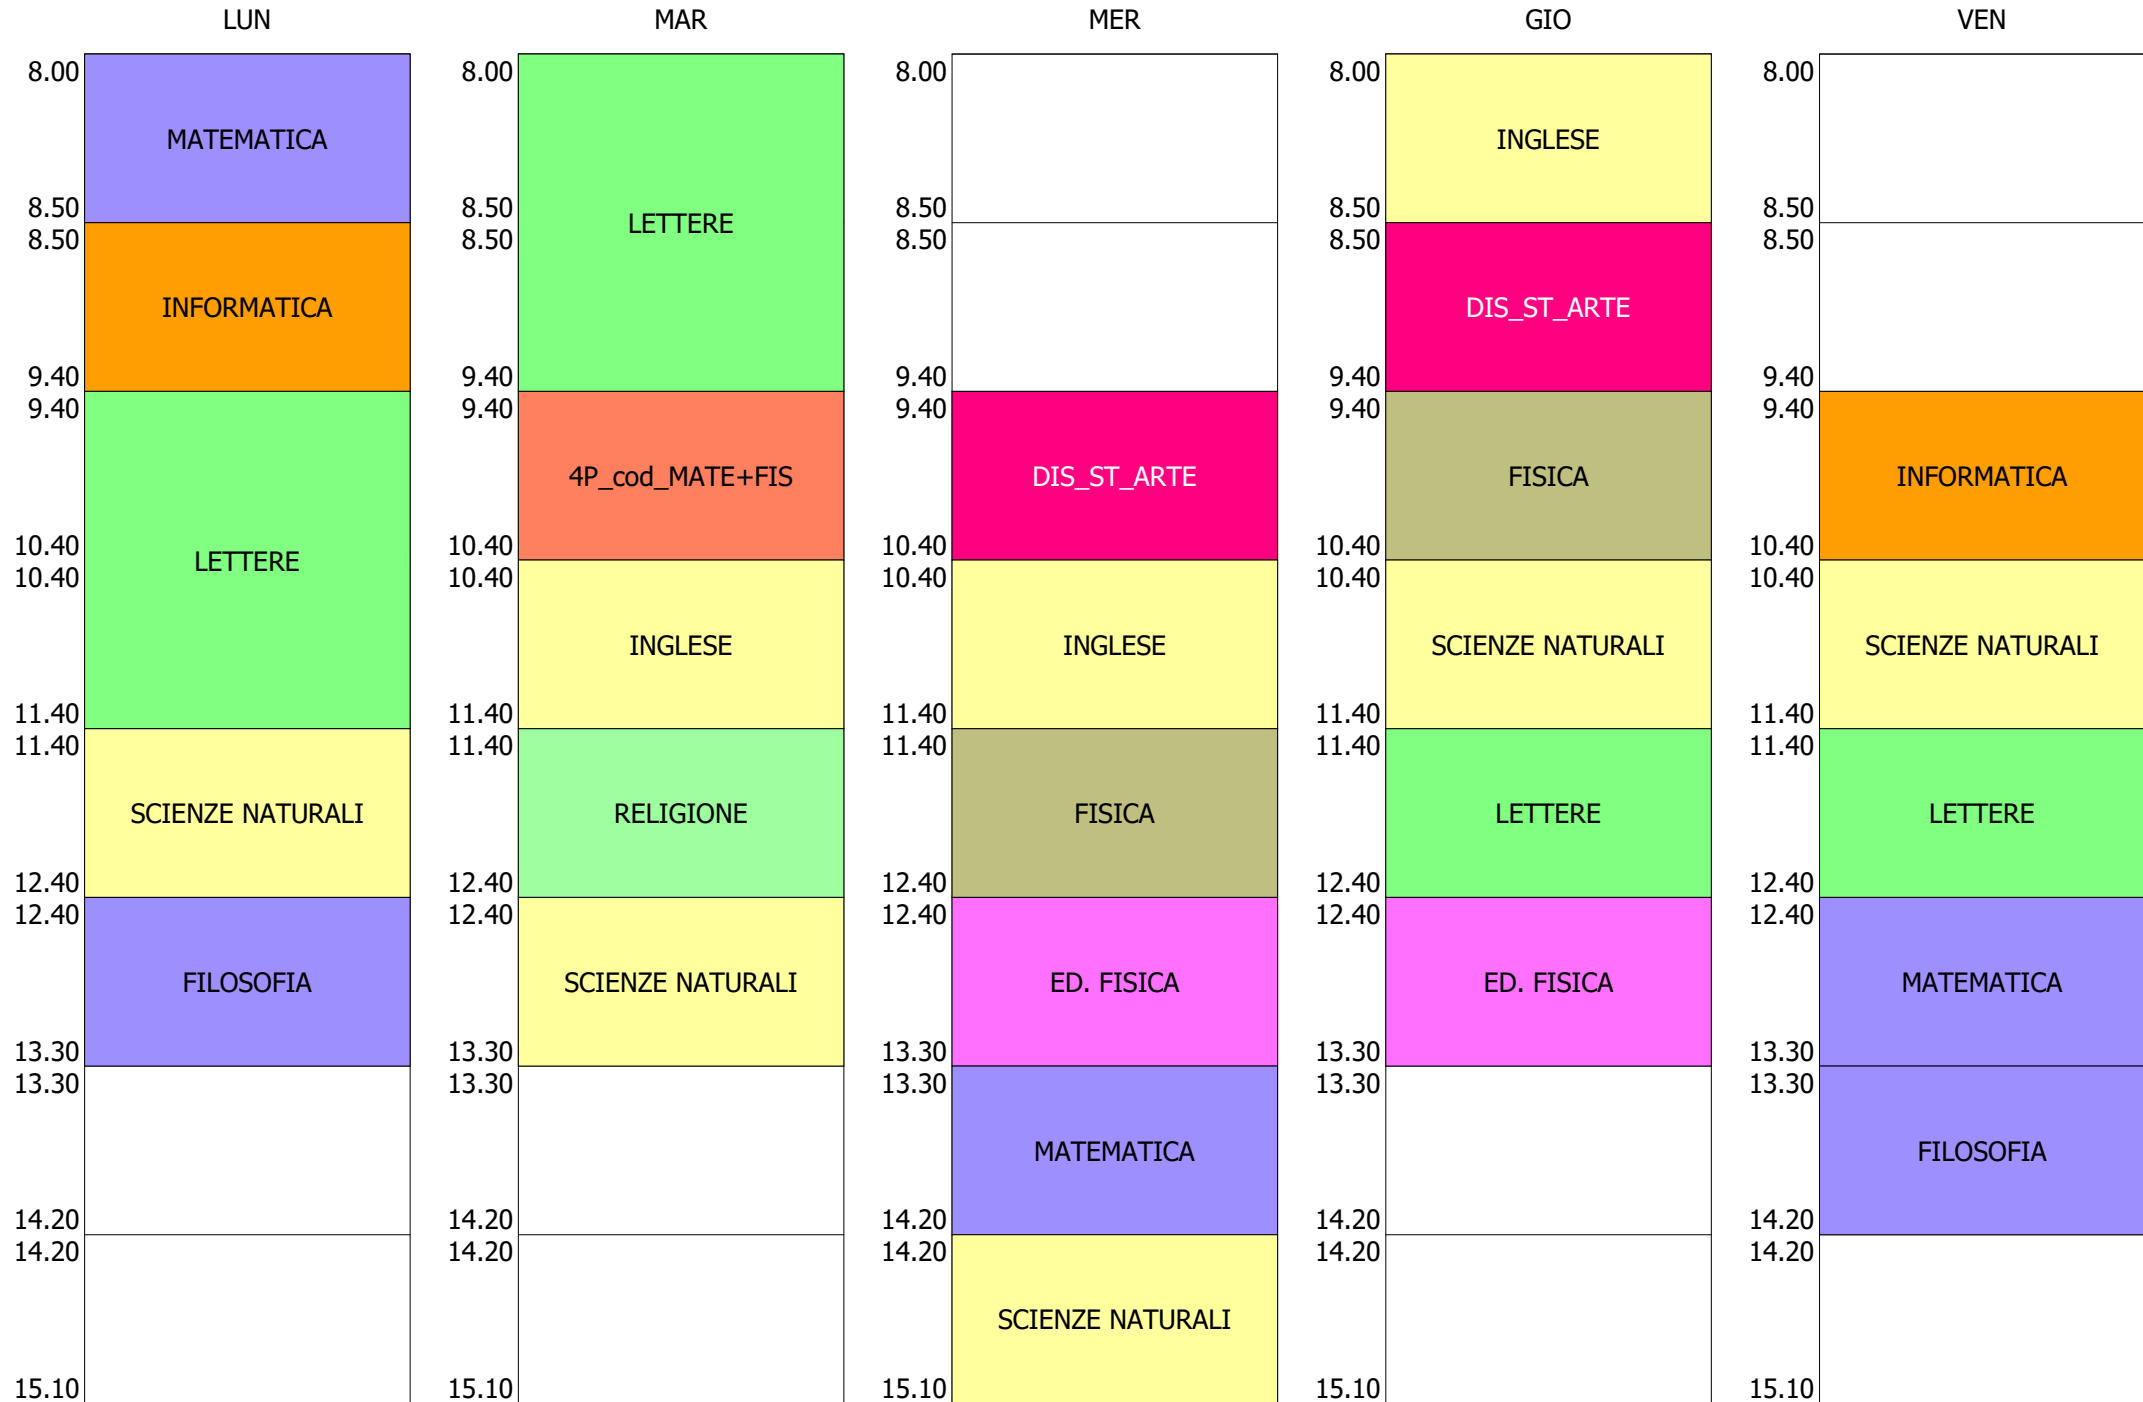 LUN MAR MER GIO VEN
8.00 8.00 8.00 8.00 8.00
MATEMATICA INGLESE
8.50 8.50 8.50 8.50 8.50
LETTERE
8.50 8.50 8.50 8.50 8.50
INFORMATICA DIS_ST_ARTE
9.40 9.40 9.40 9.40 9.40
9.40 9.40 9.40 9.40 9.40
4P_cod_MATE+FIS DIS_ST_ARTE FISICA INFORMATICA
10.40 10.40 10.40 10.40 10.40
LETTERE
10.40 10.40 10.40 10.40 10.40
INGLESE INGLESE SCIENZE NATURALI SCIENZE NATURALI
11.40 11.40 11.40 11.40 11.40
11.40 11.40 11.40 11.40 11.40
SCIENZE NATURALI RELIGIONE FISICA LETTERE LETTERE
12.40 12.40 12.40 12.40 12.40
12.40 12.40 12.40 12.40 12.40
FILOSOFIA SCIENZE NATURALI ED. FISICA ED. FISICA MATEMATICA
13.30 13.30 13.30 13.30 13.30
13.30 13.30 13.30 13.30 13.30
MATEMATICA FILOSOFIA
14.20 14.20 14.20 14.20 14.20
14.20 14.20 14.20 14.20 14.20
SCIENZE NATURALI
15.10 15.10 15.10 15.10 15.10